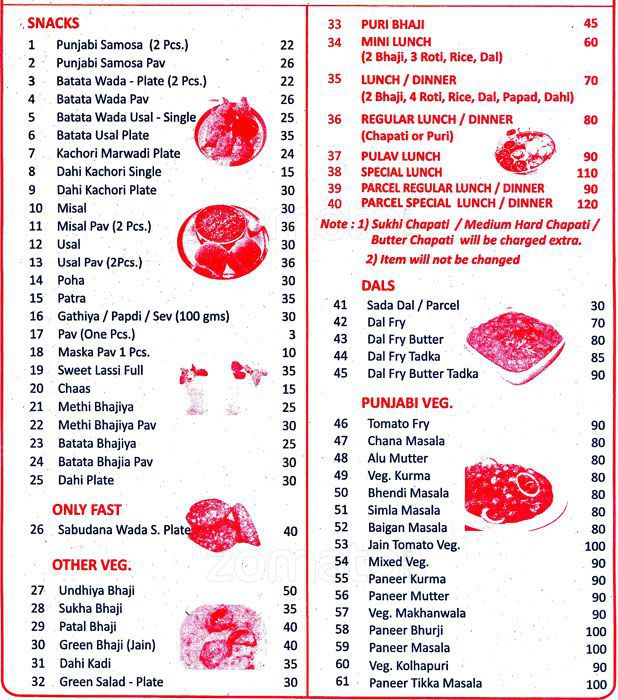 SNACKS
1 Punjabi Samosa (2 Pcs.) 22
2 Punjabi Samosa Pav 26
3 Batata Wada - Plate (2 Pcs.) 22
4 Batata Wada Pav 26
5 Batata Wada Usal - Single 25
6 Batata Usal Plate 35
7 Kachori Marwadi Plate 24
8 Dahi Kachori Single 15
9 Dahi Kachori Plate 30
10 Misal 30
11 Misal Pav (2 Pcs.) 36
12 Usal 30
13 Usal Pav (2Pcs.) 36
14 Poha 30
15 Patra 35
16 Gathiya / Papdi / Sev (100 gms) 30
17 Pav (One Pcs.) 3
18 Maska Pav 1 Pcs. 10
19 Sweet Lassi Full 35
20 Chaas 15
21 Methi Bhajiya 25
22 Methi Bhajiya Pav 30
23 Batata Bhajiya 25
24 Batata Bhajia Pav 30
25 Dahi Plate 30
ONLY FAST
26 Sabudana Wada S. Plate 40
OTHER VEG.
27 Undhiya Bhaji 50
28 Sukha Bhaji 35
29 Patal Bhaji 40
30 Green Bhaji (Jain) 40
31 Dahi Kadi 35
32 Green Salad - Plate 30
33 PURI BHAJI 45
34 MINI LUNCH 60
(2 Bhaji, 3 Roti, Rice, Dal)
35 LUNCH / DINNER 70
(2 Bhaji, 4 Roti, Rice, Dal, Papad, Dahi)
36 REGULAR LUNCH / DINNER 80
(Chapati or Puri)
37 PULAV LUNCH 90
38 SPECIAL LUNCH 110
39 PARCEL REGULAR LUNCH / DINNER 90
40 PARCEL SPECIAL LUNCH / DINNER 120
Note : 1) Sukhi Chapati / Medium Hard Chapati /
Butter Chapati will be charged extra.
2) Item will not be changed
DALS
41 Sada Dal / Parcel 30
42 Dal Fry 70
43 Dal Fry Butter 80
44 Dal Fry Tadka 85
45 Dal Fry Butter Tadka 90
PUNJABI VEG.
46 Tomato Fry 90
47 Chana Masala 80
48 Alu Mutter 80
49 Veg. Kurma 80
50 Bhendi Masala 80
51 Simla Masala 80
52 Baigan Masala 80
53 Jain Tomato Veg. 100
54 Mixed Veg. 90
55 Paneer Kurma 90
56 Paneer Mutter 90
57 Veg. Makhanwala 90
58 Paneer Bhurji 100
59 Paneer Masala 100
60 Veg. Kolhapuri 90
61 Paneer Tikka Masala 100
zomato